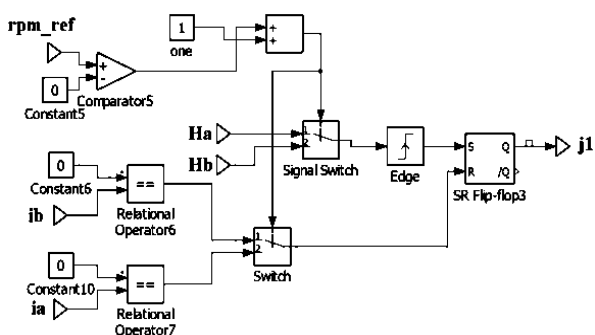 rpm_ref
1
one
+
+
+
-
0
Constant5
Comparator5
Ha
Hb
1
2
Signal Switch
Edge
S Q
R /Q
SR Flip-flop3
j1
0
Constant6
jb
==
Relational
Operator6
1
2
Switch
0
Constant10
ia
==
Relational
Operator7